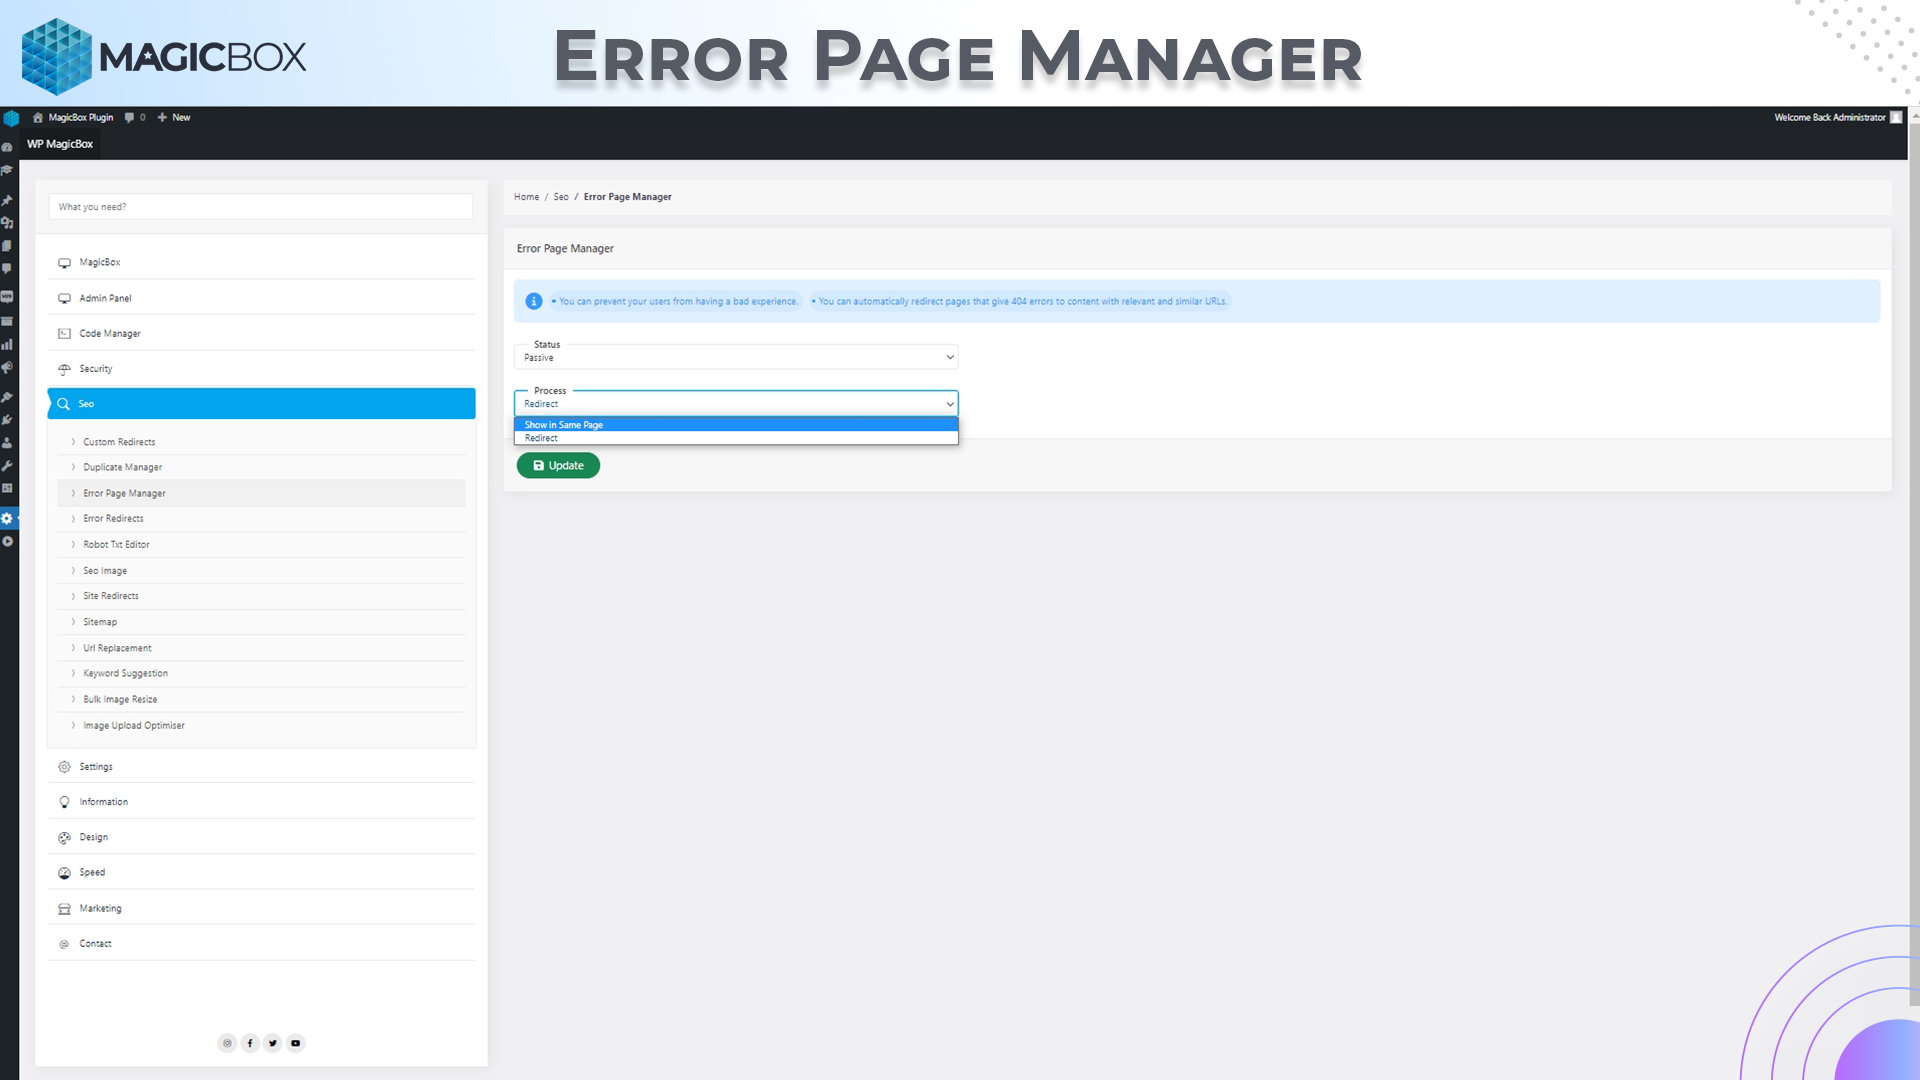 MAGICBOX
ERROR PAGE MANAGER
MagicBox Plugin 0 New
Welcome Back Administrator
WP MagicBox
What you need?
MagicBox
Admin Panel
Code Manager
Security
Seo
Custom Redirects
Duplicate Manager
Error Page Manager
Error Redirects
Robot Txt Editor
Seo Image
Site Redirects
Sitemap
Url Replacement
Keyword Suggestion
Bulk Image Resize
Image Upload Optimiser
Settings
Information
Design
Speed
Marketing
Contact
Home / Seo / Error Page Manager
Error Page Manager
• You can prevent your users from having a bad experience. • You can automatically redirect pages that give 404 errors to content with relevant and similar URLs.
Status
Passive
Process
Redirect
Show in Same Page
Redirect
Update